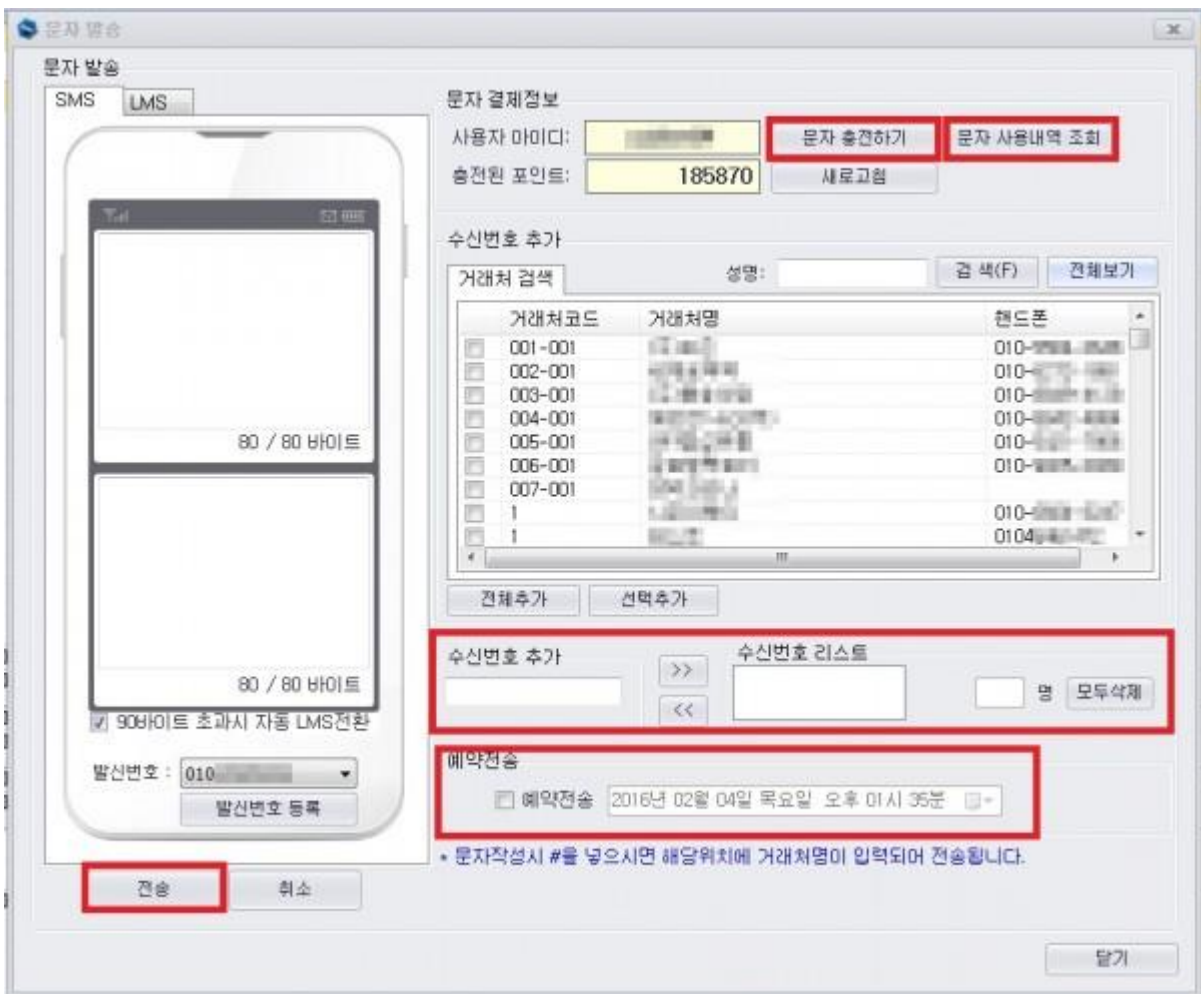 문자 발송
문자 발송
SMS LMS
80 / 80 바이트
80 / 80 바이트
90바이트 초과시 자동 LMS전환
발신번호 : 010
발신번호 등록
전송 취소
문자 결제정보
사용자 아이디: 문자 충전하기 문자 사용내역 조회
충전된 포인트: 185870 새로고침
수신번호 추가
거래처 검색 성명: 검 색(F) 전체보기
거래처코드 거래처명 핸드폰
001-001 010-
002-001 010-
003-001 010-
004-001 010-
005-001 010-
006-001 010-
007-001
1 010-
1 0104
전체추가 선택추가
수신번호 추가 >> 수신번호 리스트
<< 명 모두삭제
예약전송
예약전송 2016년 02월 04일 목요일 오후 01시 35분
* 문자작성시 #을 넣으시면 해당위치에 거래처명이 입력되어 전송됩니다.
닫기